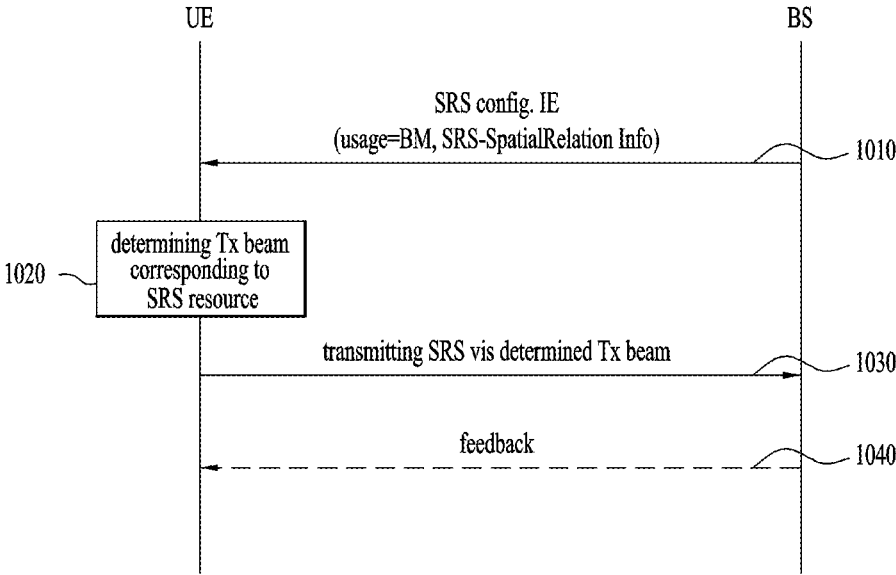 UE
BS
SRS config. IE
(usage=BM, SRS-SpatialRelation Info)
1010
determining Tx beam
corresponding to
SRS resource
1020
transmitting SRS vis determined Tx beam
1030
feedback
1040